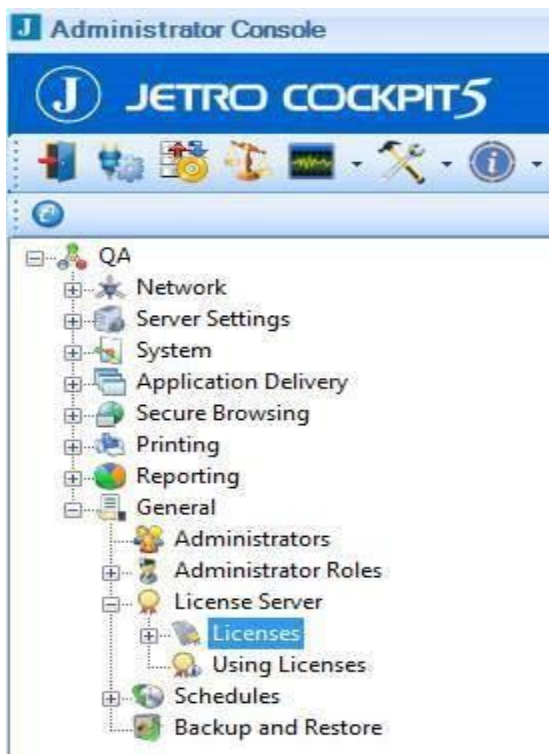 J Administrator Console
J JETRO COCKPIT5
QA
Network
Server Settings
System
Application Delivery
Secure Browsing
Printing
Reporting
General
Administrators
Administrator Roles
License Server
Licenses
Using Licenses
Schedules
Backup and Restore